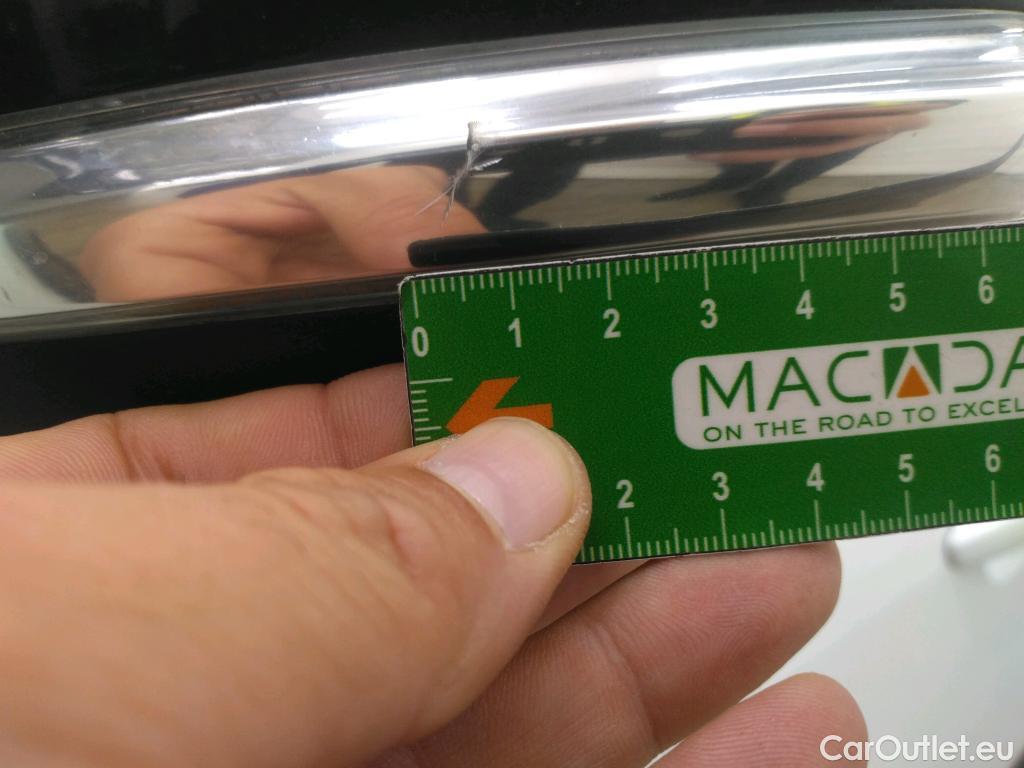 0 1 2 3 4 5 6
MACADA
ON THE ROAD TO EXCEL
2 3 4 5 6
CarOutlet.eu